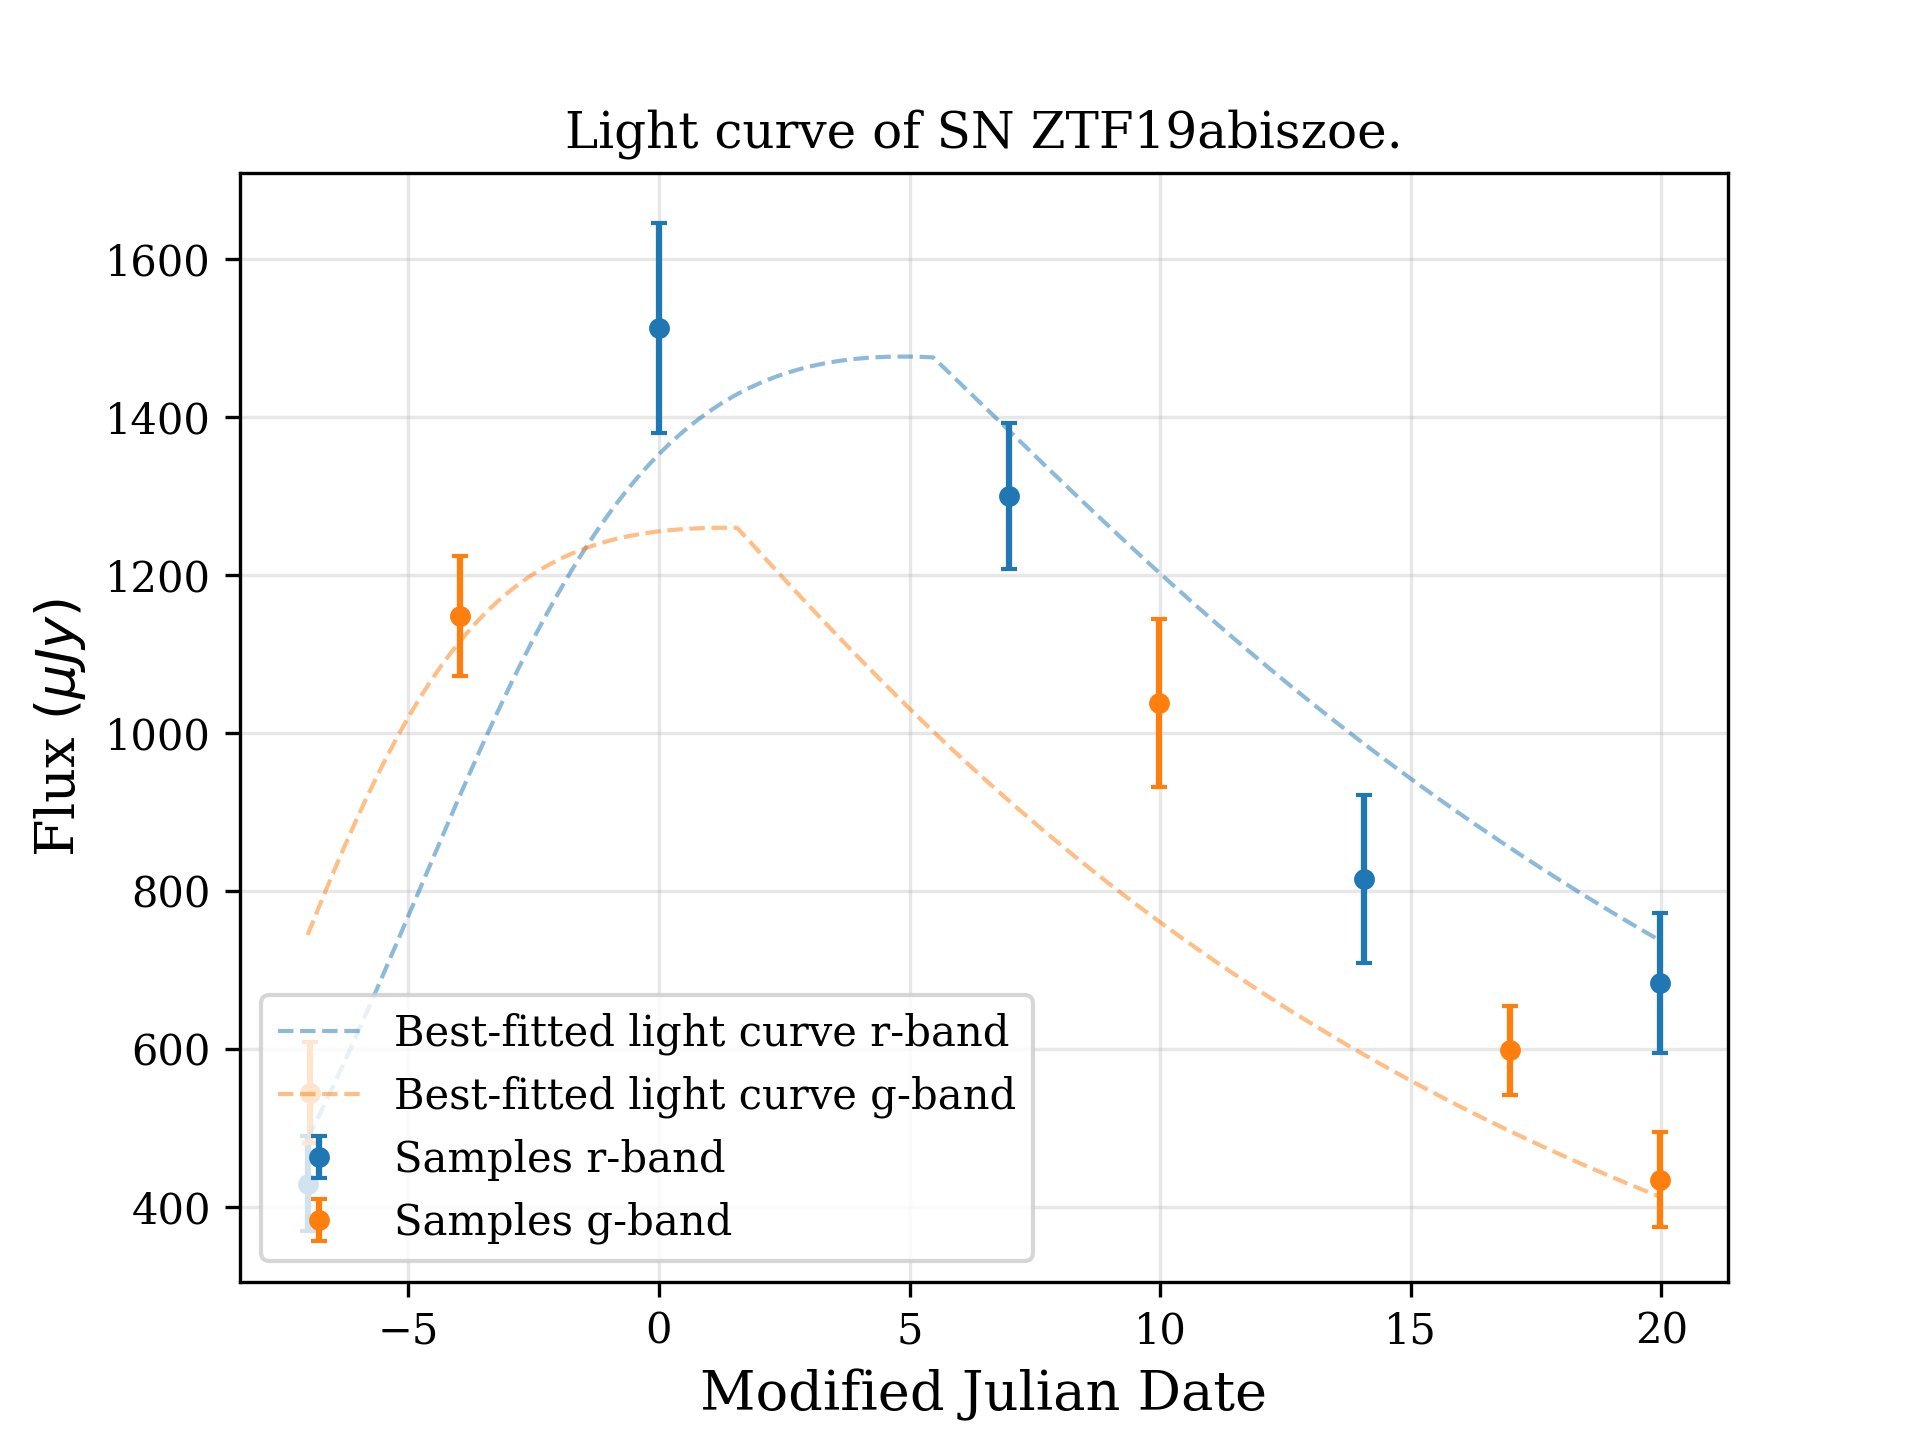 Light curve of SN ZTF19abiszoe.
1600
1400
1200
1000
800
600
400
Flux (μJy)
Best-fitted light curve r-band
Best-fitted light curve g-band
Samples r-band
Samples g-band
−5 0 5 10 15 20
Modified Julian Date